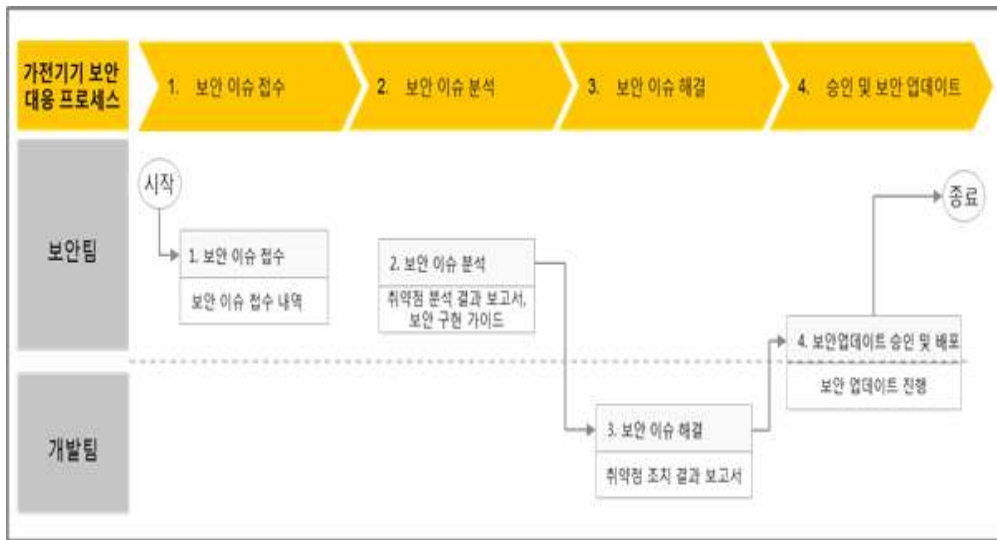 가전기기 보안
대응 프로세스
1. 보안 이슈 접수
2. 보안 이슈 분석
3. 보안 이슈 해결
4. 승인 및 보안 업데이트
보안팀
시작
종료
1. 보안 이슈 접수
보안 이슈 접수 내역
2. 보안 이슈 분석
취약점 분석 결과 보고서,
보안 구현 가이드
4. 보안업데이트 승인 및 배포
보안 업데이트 진행
개발팀
3. 보안 이슈 해결
취약점 조치 결과 보고서